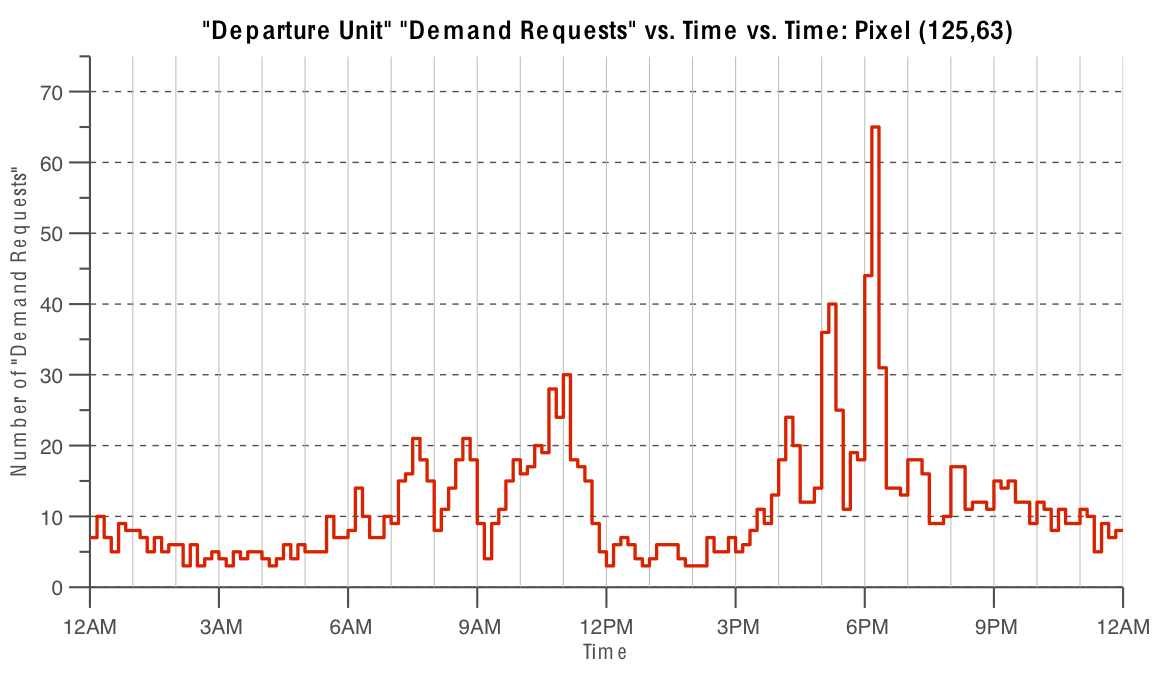 "Departure Unit" "Demand Requests" vs. Time vs. Time: Pixel (125,63)
Number of "Demand Requests"
70
60
50
40
30
20
10
0
12AM 3AM 6AM 9AM 12PM 3PM 6PM 9PM 12AM
Time